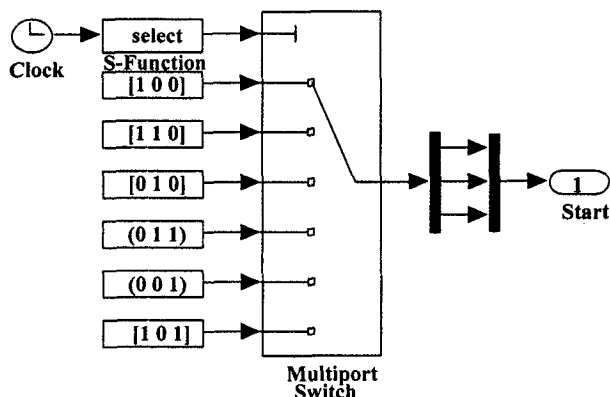 select
Clock
S-Function
[1 0 0]
[1 1 0]
[0 1 0]
(0 1 1)
(0 0 1)
[1 0 1]
1
Start
Multiport
Switch